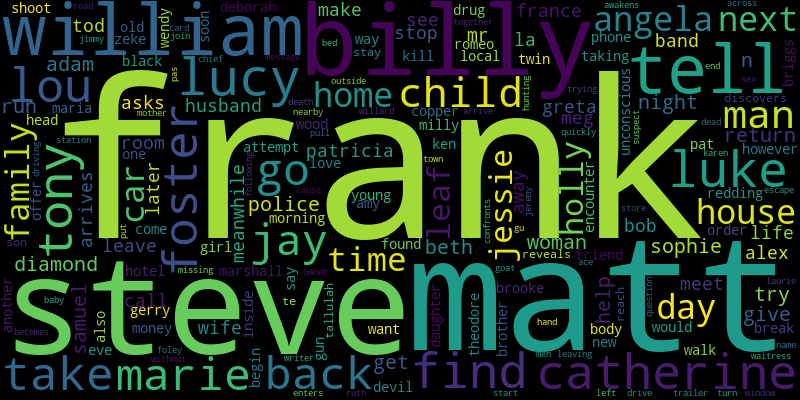 shoot
tod
old
deborah
drug
make
see
mr
france
awakens
across
road
card
jimmy
join
together
william
wendy
soon
zeke
billy
romeo
stop
la
angela
next
bed
way
phone
band
adam
black
chief
message
kill
local
twin
stay
taking
n
briggs
lou
lucy
home
child
tell
run
maria
asks
husband
outside
nearby
death
copper
willard
hunting
trying
greta
night
discovers
end
sex
man
head
frank
wood
pull
milly
meg
unconscious
suspect
dead
return
mother
pas
room
attempt
patricia
ken
town
quickly
pat
karen
however
family
station
driving
one
foster
love
go
leaf
jessie
away
holly
encounter
luke
escape
redding
tony
car
later
offer
arrives
meanwhile
young
amy
following
couse
police
morning
jeremy
gu
bob
store
order
house
son
put
leave
come
girl
found
jay
time
beth
confronts
woman
reveals
friend
sophie
life
alex
diamond
hotel
missing
marshall
owner
say
goat
ace
laurie
another
samuel
call
gerry
money
inside
te
tallulah
want
daughter
brother
brooke
theodore
help
reach
meet
day
try
give
question
baby
also
steve
matt
hand
body
new
would
break
becomes
eve
wife
gun
writer
begin
foley
without
men leaving
walk
name
waitress
take
marie
back
get
devil
find
catherine
enters
ruth
start
left
drive
trailer
turn
window